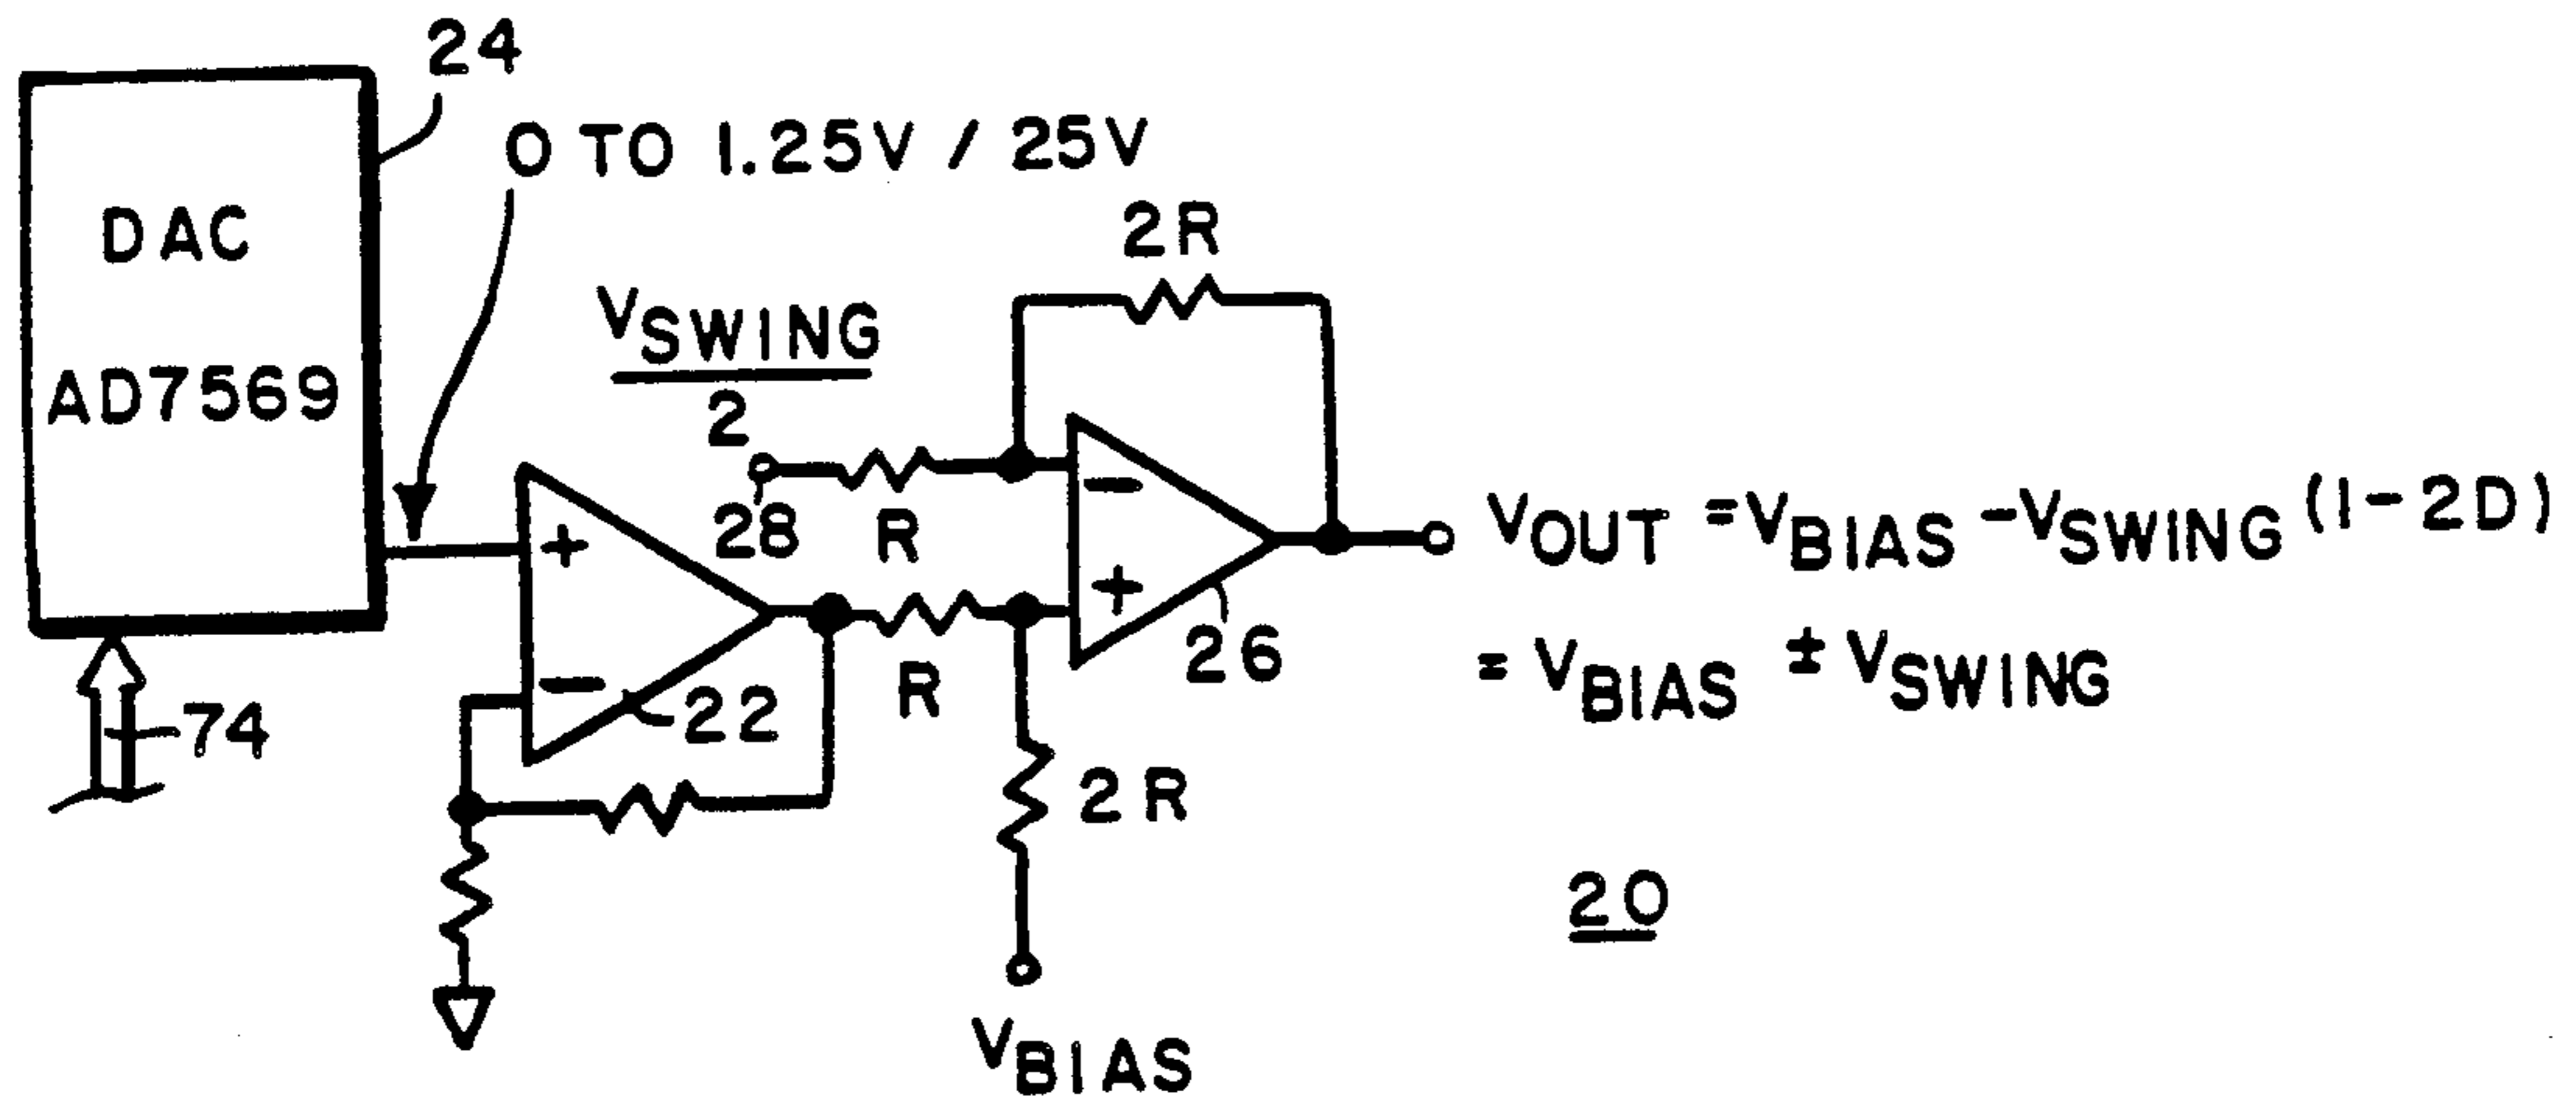 24
0 TO 1.25V / 25V
DAC
AD7569
2R
VSWING
2
28
R
+
-
-
+
22
R
26
2R
74
VOUT = VBIAS - VSWING (1-2D)
= VBIAS ± VSWING
20
VBIAS